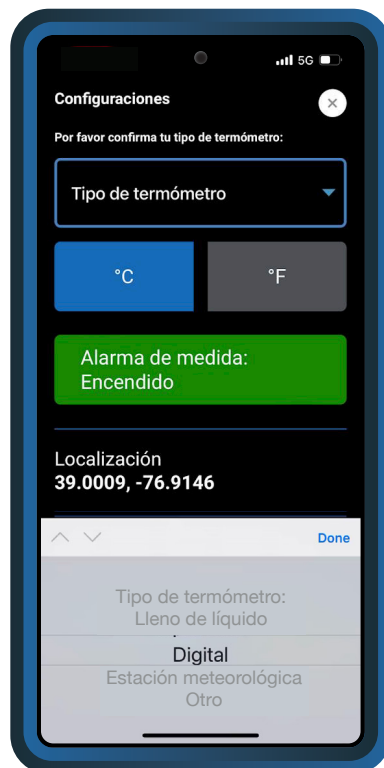 5G
Configuraciones
Por favor confirma tu tipo de termómetro:
Tipo de termómetro
°C
°F
Alarma de medida:
Encendido
Localización
39.0009, -76.9146
Done
Tipo de termómetro:
Lleno de líquido
Digital
Estación meteorológica
Otro